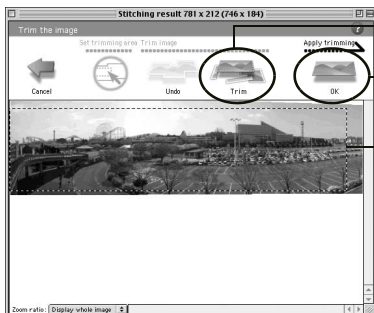 Stitching result 781 x 212 (746 x 184)
Trim the image
Set trimming area Trim image Apply trimming
Cancel Undo Trim OK
Zoom ratio: Display whole image